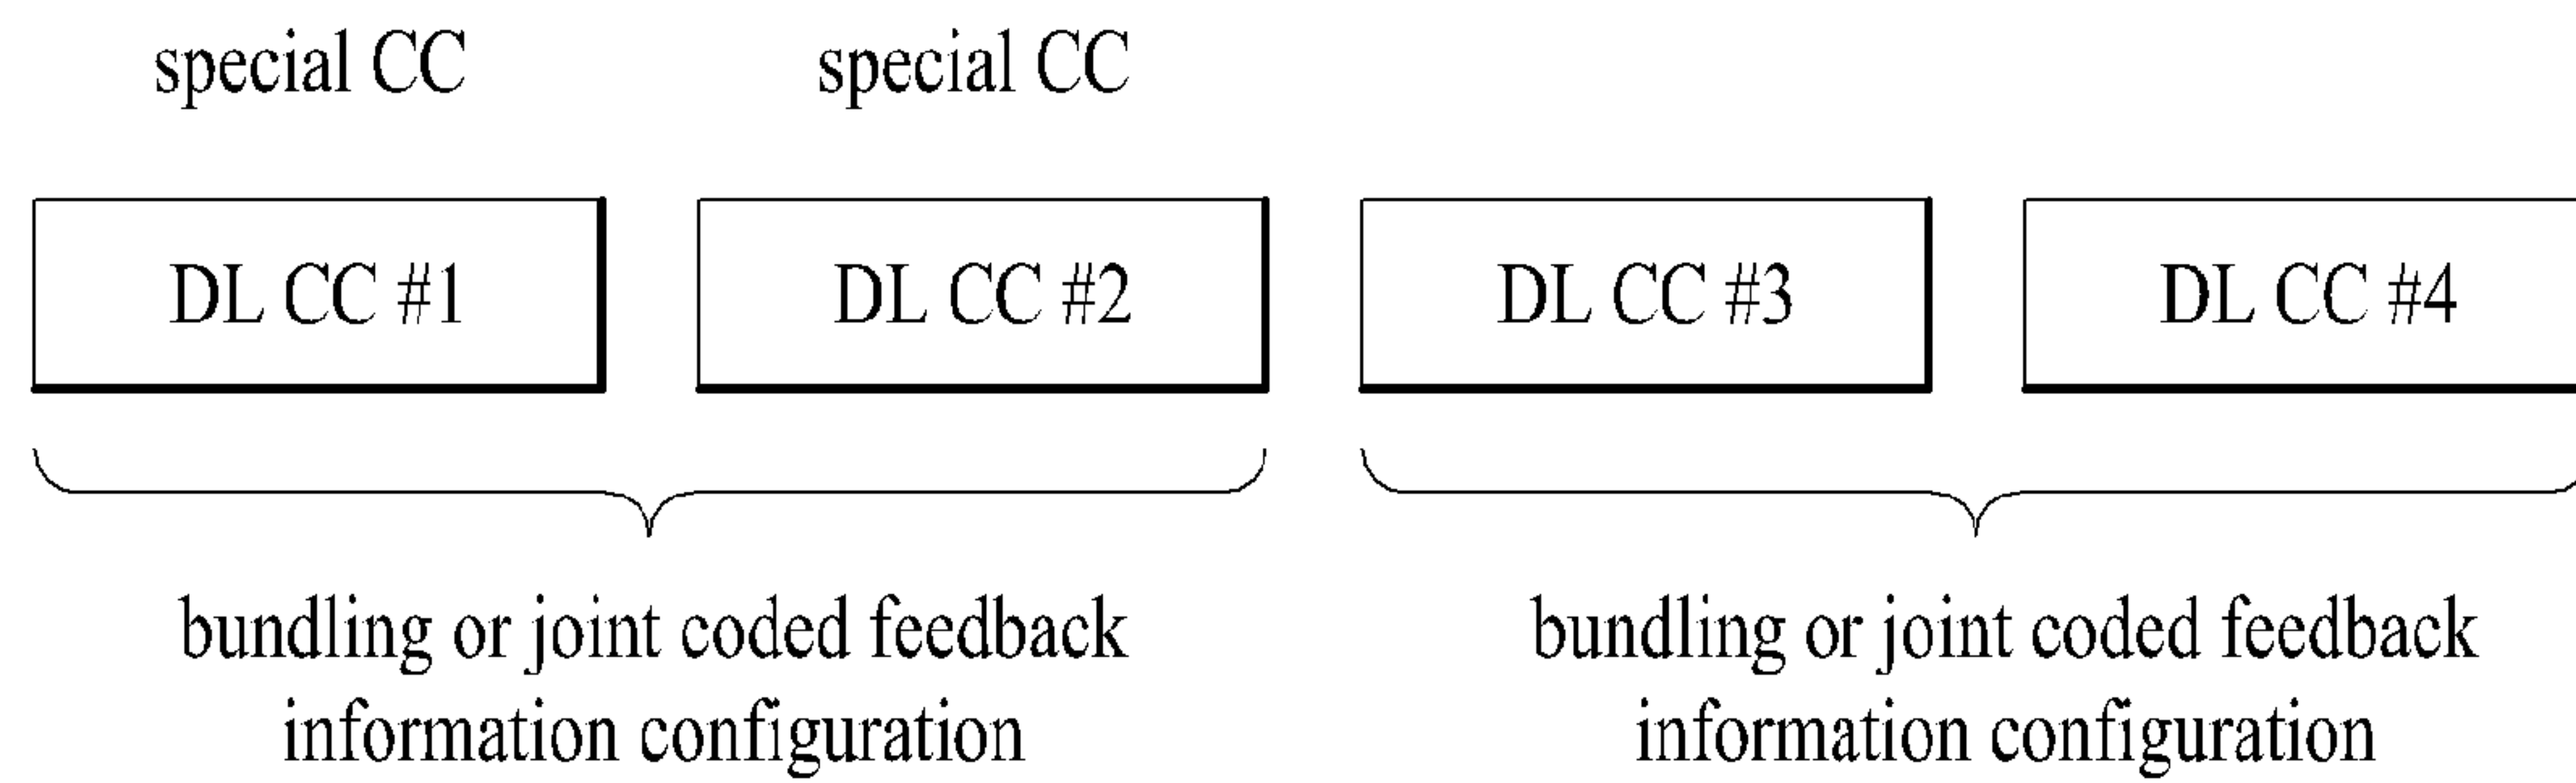 special CC
special CC
DL CC #1
DL CC #2
DL CC #3
DL CC #4
bundling or joint coded feedback
information configuration
bundling or joint coded feedback
information configuration